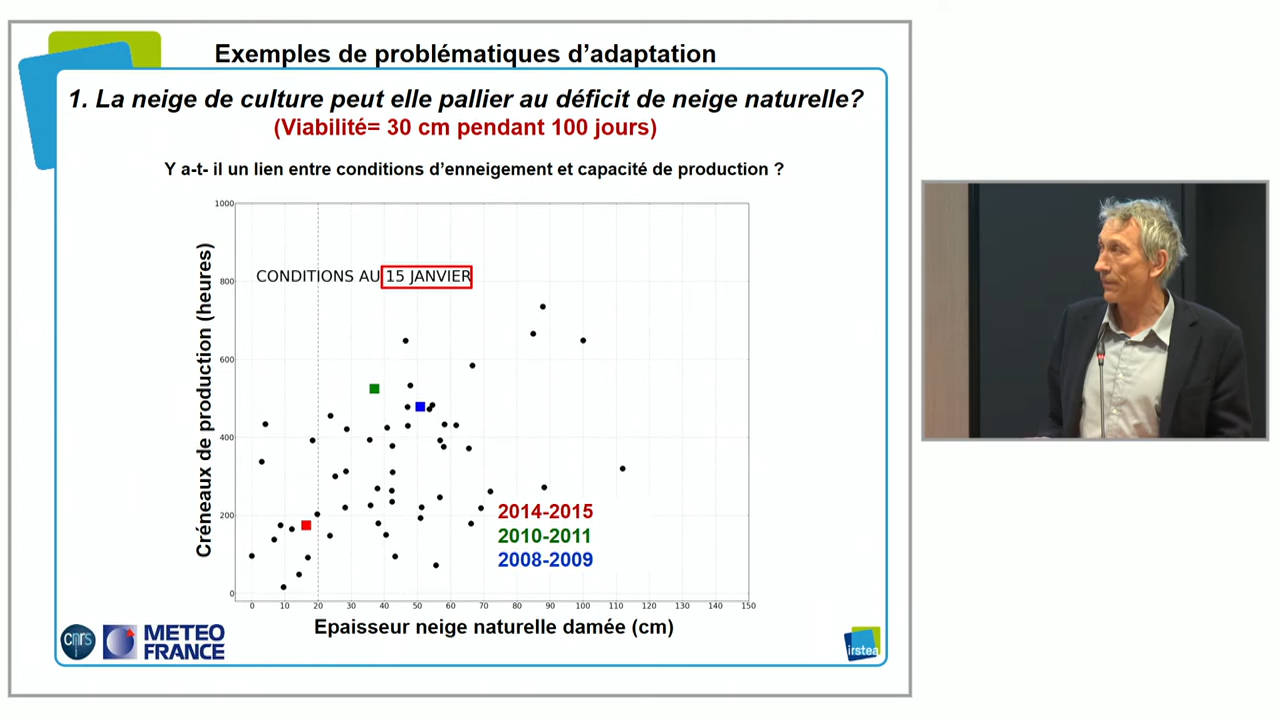 Exemples de problématiques d'adaptation
1. La neige de culture peut elle pallier au déficit de neige naturelle?
(Viabilité= 30 cm pendant 100 jours)
Y a-t- il un lien entre conditions d'enneigement et capacité de production ?
1000
800
600
400
200
0
Créneaux de production (heures)
CONDITIONS AU 15 JANVIER
2014-2015
2010-2011
2008-2009
0 10 20 30 40 50 60 70 80 90 100 110 120 130 140 150
Epaisseur neige naturelle damée (cm)
cnrs
METEO
FRANCE
irstea